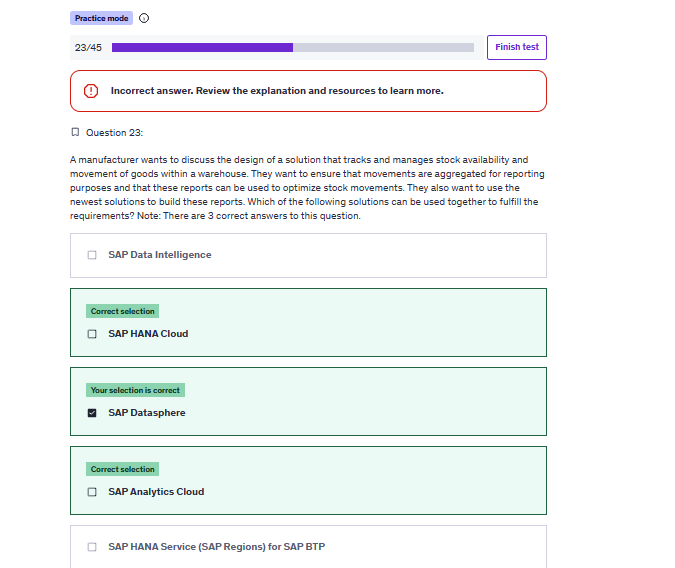 Practice mode
23/45
Finish test
Incorrect answer. Review the explanation and resources to learn more.
Question 23:
A manufacturer wants to discuss the design of a solution that tracks and manages stock availability and
movement of goods within a warehouse. They want to ensure that movements are aggregated for reporting
purposes and that these reports can be used to optimize stock movements. They also want to use the
newest solutions to build these reports. Which of the following solutions can be used together to fulfill the
requirements? Note: There are 3 correct answers to this question.
SAP Data Intelligence
Correct selection
SAP HANA Cloud
Your selection is correct
SAP Datasphere
Correct selection
SAP Analytics Cloud
SAP HANA Service (SAP Regions) for SAP BTP